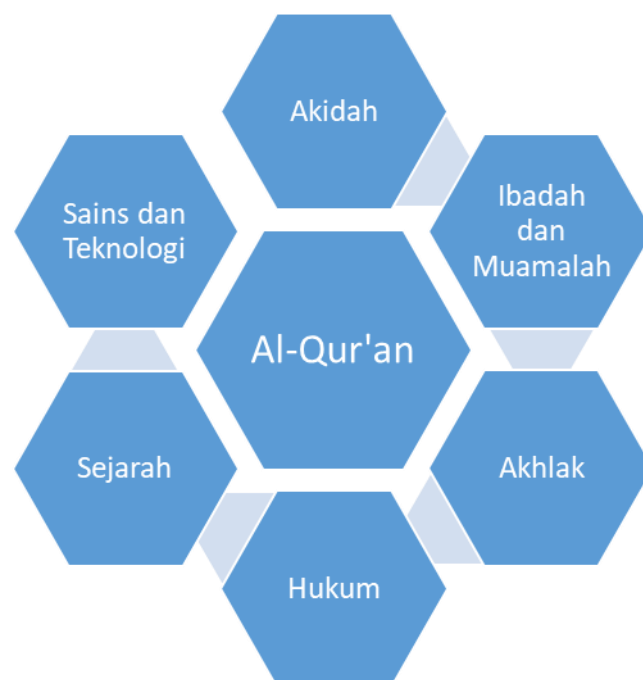 Akidah
Ibadah
dan
Muamalah
Akhlak
Hukum
Sejarah
Sains dan
Teknologi
Al-Qur'an